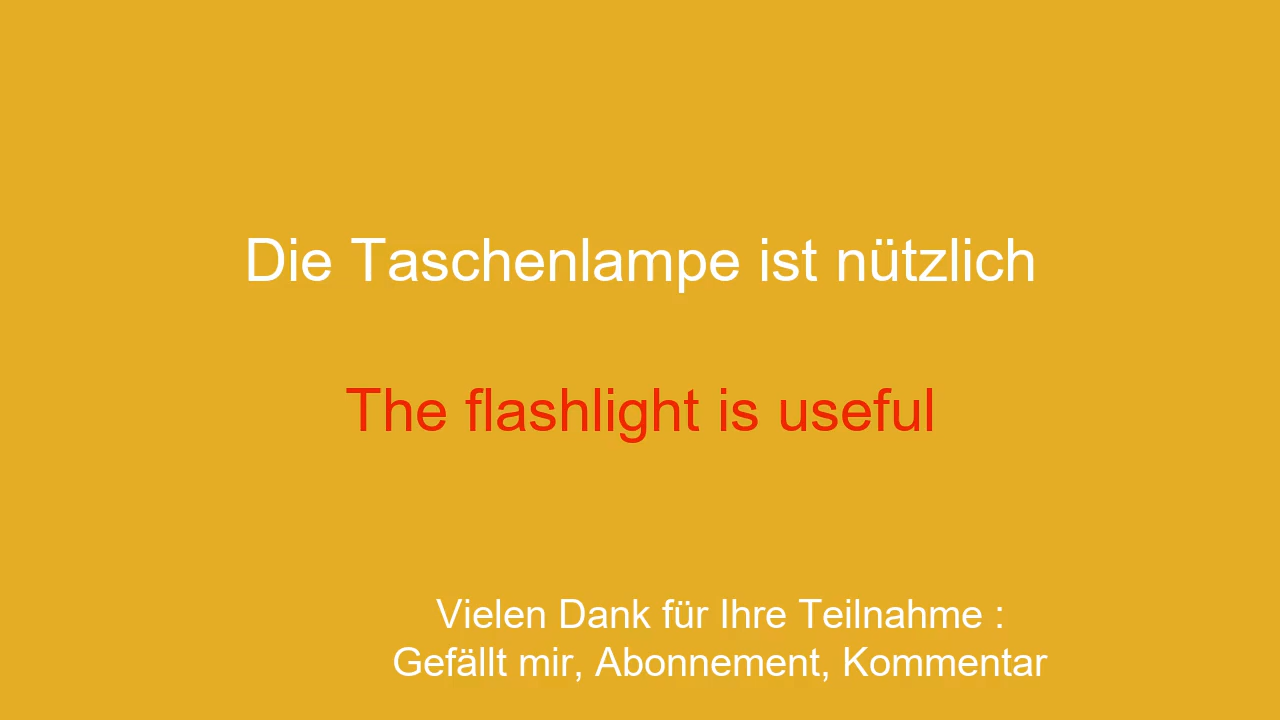 Die Taschenlampe ist nützlich
The flashlight is useful
Vielen Dank für Ihre Teilnahme :
Gefällt mir, Abonnement, Kommentar